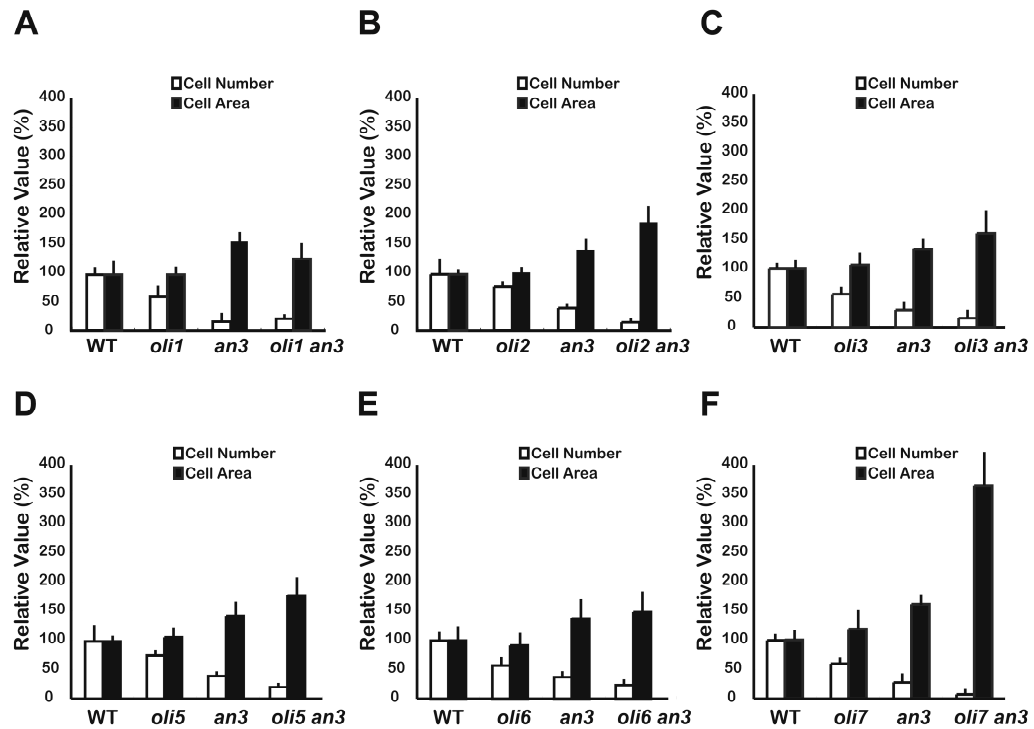 A
Cell Number
Cell Area
Relative Value (%)
400
350
300
250
200
150
100
50
0
WT oli1 an3 oli1 an3
B
Cell Number
Cell Area
Relative Value (%)
400
350
300
250
200
150
100
50
0
WT oli2 an3 oli2 an3
C
Cell Number
Cell Area
Relative Value (%)
400
350
300
250
200
150
100
50
0
WT oli3 an3 oli3 an3
D
Cell Number
Cell Area
Relative Value (%)
400
350
300
250
200
150
100
50
0
WT oli5 an3 oli5 an3
E
Cell Number
Cell Area
Relative Value (%)
400
350
300
250
200
150
100
50
0
WT oli6 an3 oli6 an3
F
Cell Number
Cell Area
Relative Value (%)
400
350
300
250
200
150
100
50
0
WT oli7 an3 oli7 an3